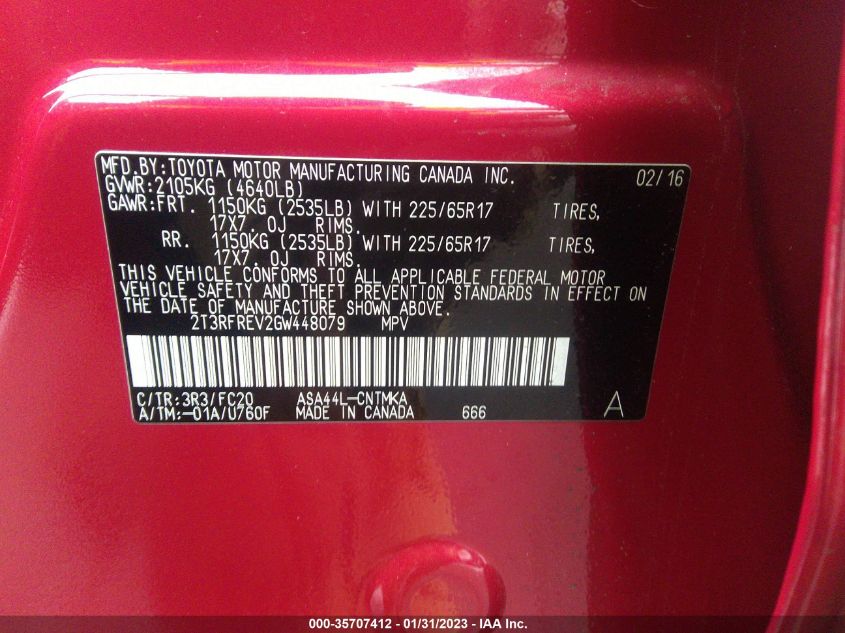 MFD.BY:TOYOTA MOTOR MANUFACTURING CANADA INC. 02/16
GVWR:2105KG (4640LB)
GAWR:FRT. 1150KG (2535LB) WITH 225/65R17 TIRES,
17X7.0J RIMS.
RR. 1150KG (2535LB) WITH 225/65R17 TIRES,
17X7.0J RIMS.
THIS VEHICLE CONFORMS TO ALL APPLICABLE FEDERAL MOTOR
VEHICLE SAFETY AND THEFT PREVENTION STANDARDS IN EFFECT ON
THE DATE OF MANUFACTURE SHOWN ABOVE.
2T3RFREV2GW448079 MPV
C/TR:3R3/FC20 ASA44L-CNTMKA
A/TM:-01A/U760F MADE IN CANADA 666 A
000-35707412 - 01/31/2023 - IAA Inc.